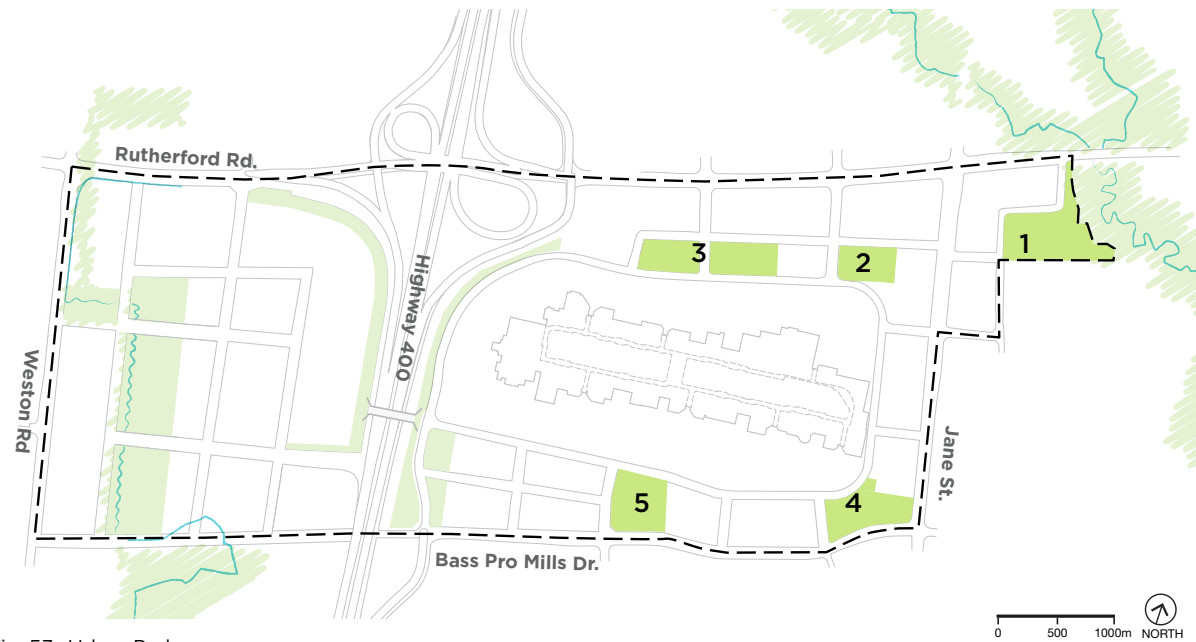 Rutherford Rd.
1
3
2
Highway 400
Weston Rd
Jane St.
5
4
Bass Pro Mills Dr.
0 500 1000m NORTH